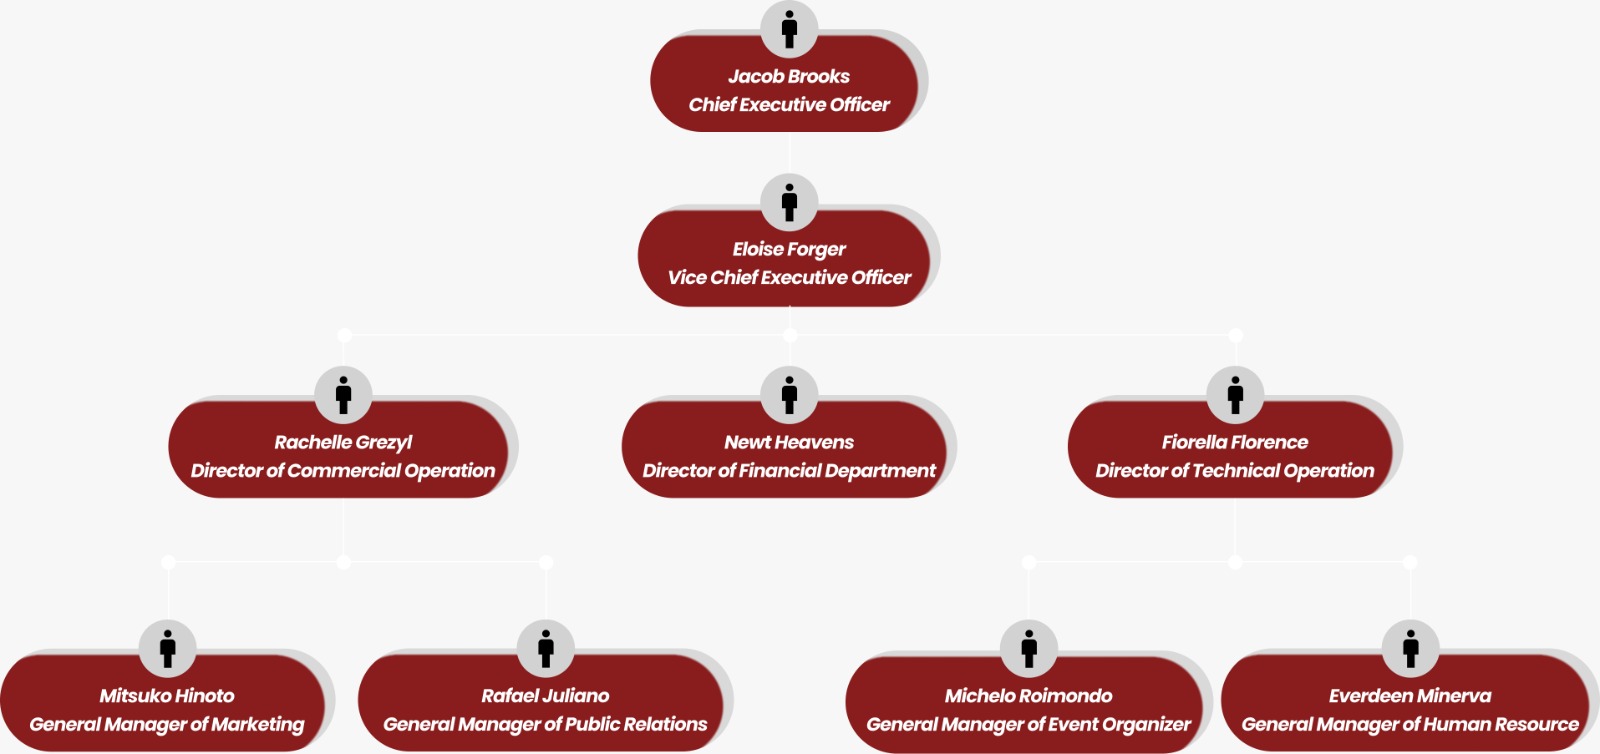 Jacob Brooks
Chief Executive Officer
Eloise Forger
Vice Chief Executive Officer
Rachelle Grezyl
Director of Commercial Operation
Newt Heavens
Director of Financial Department
Fiorella Florence
Director of Technical Operation
Mitsuko Hinoto
General Manager of Marketing
Rafael Juliano
General Manager of Public Relations
Michelo Roimondo
General Manager of Event Organizer
Everdeen Minerva
General Manager of Human Resource